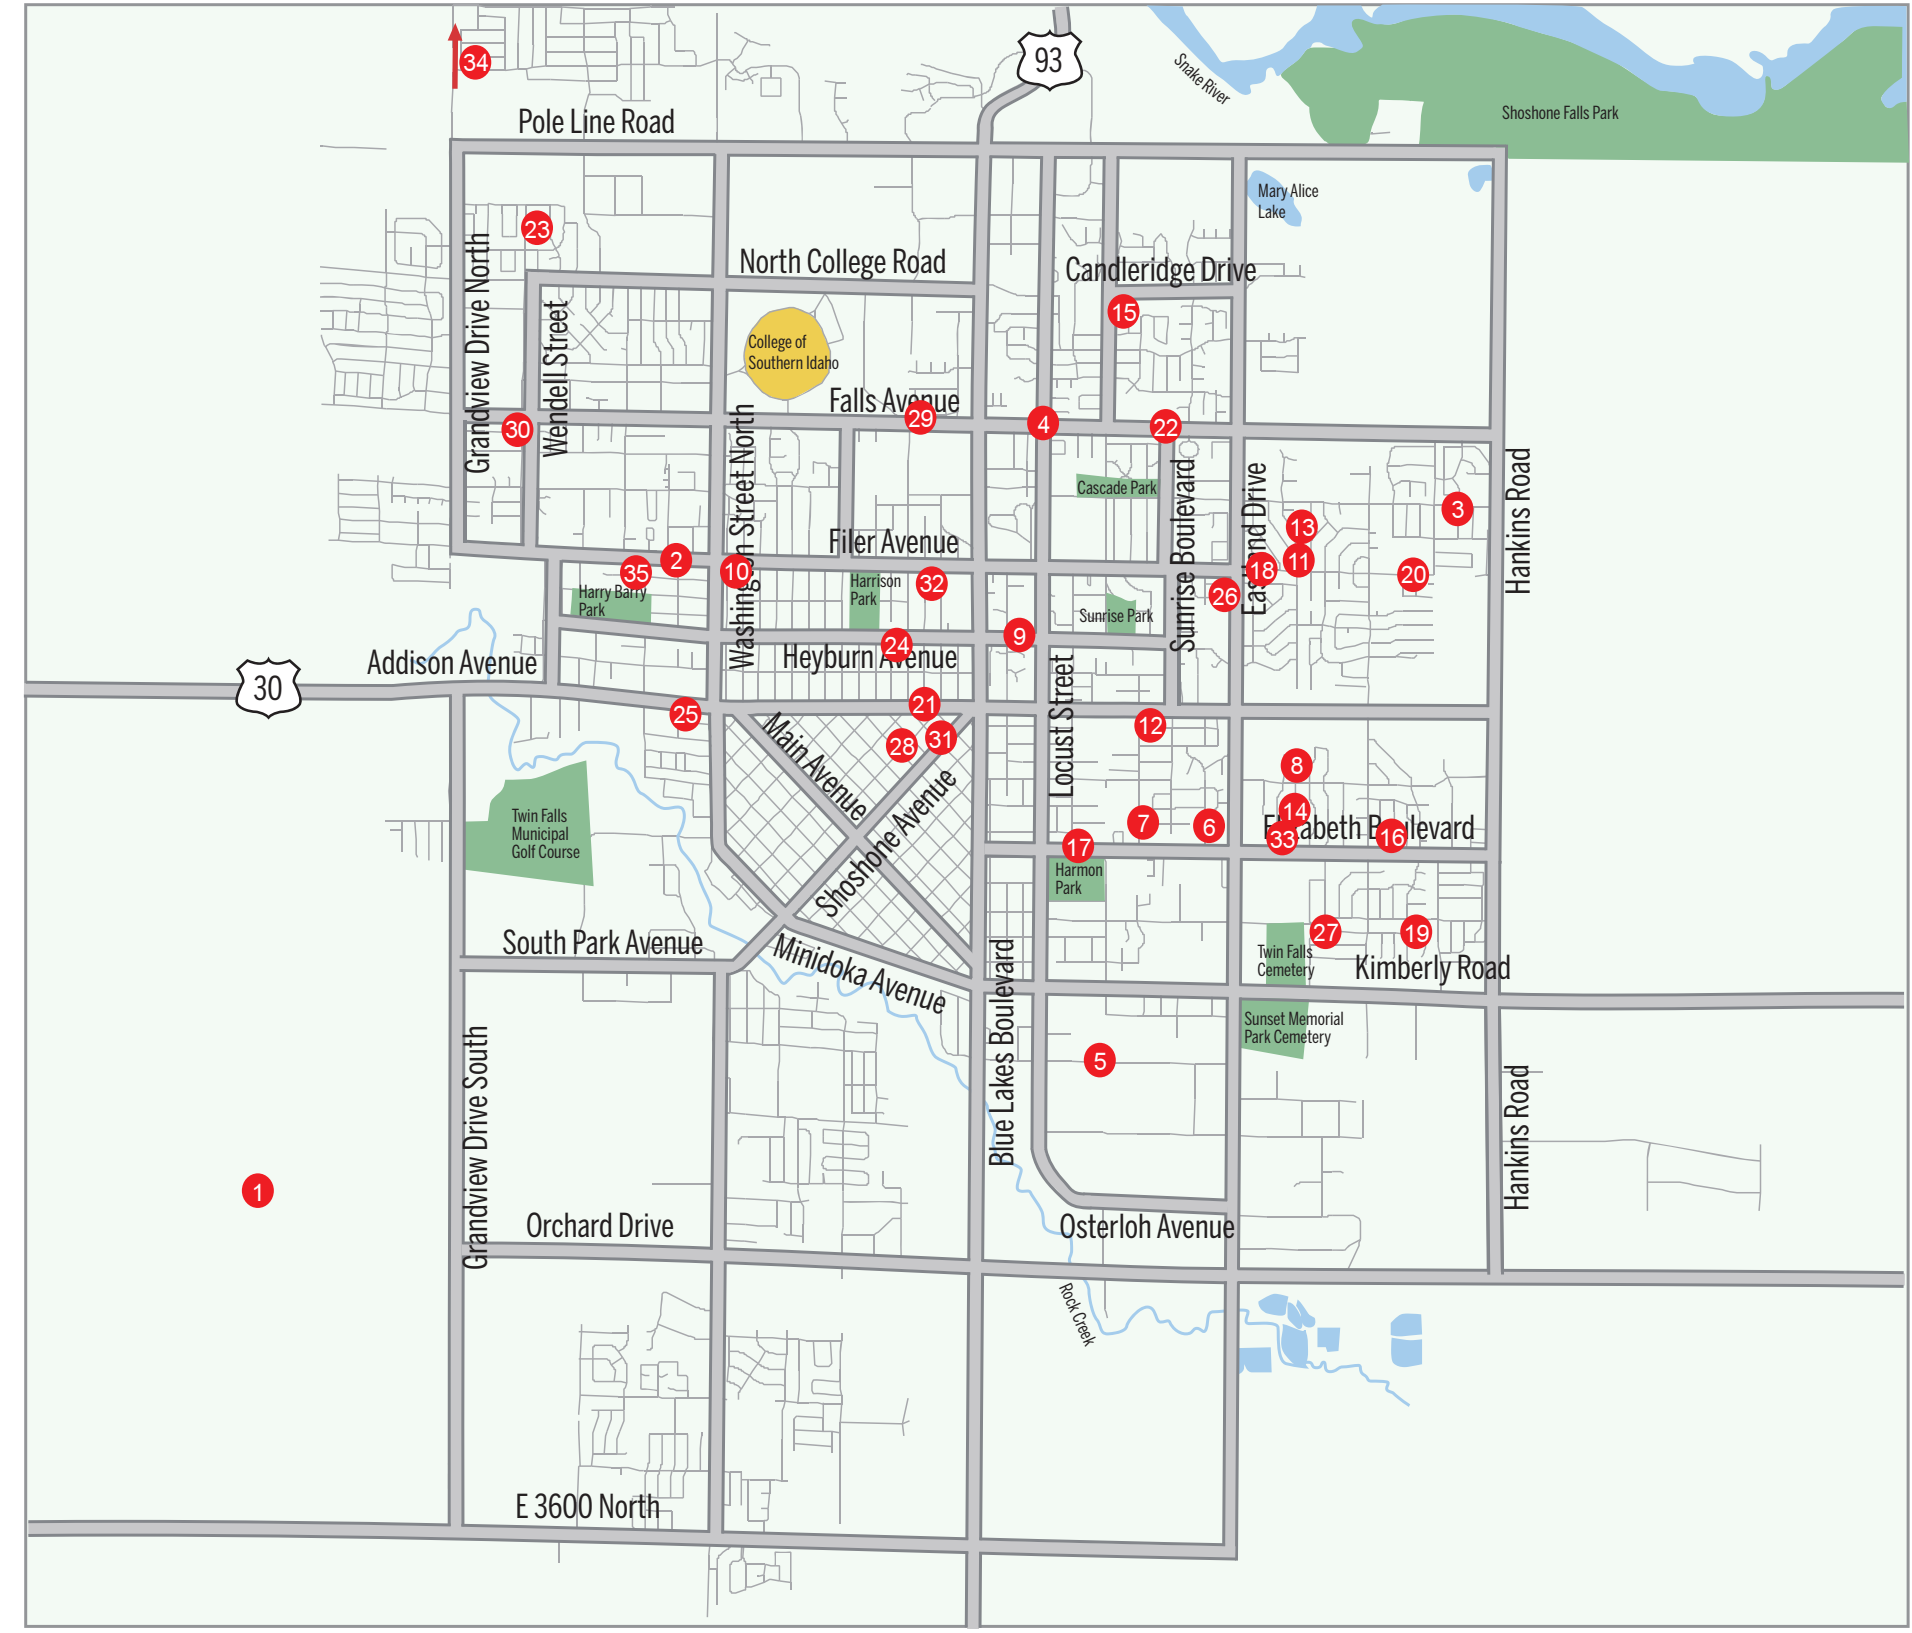 34
93
Snake River
Shoshone Falls Park
Pole Line Road
Mary Alice
Lake
23
North College Road
Candleridge Drive
15
Grandview Drive North
Wendell Street
College of
Southern Idaho
Falls Avenue
29
4
22
30
Washington Street North
Cascade Park
Sunrise Boulevard
Eastland Drive
Hankins Road
3
13
Filer Avenue
2
35
10
Harrison
Park
32
18
11
20
26
Harry Barry
Park
Sunrise Park
9
24
Heyburn Avenue
Addison Avenue
30
25
21
Locust Street
12
Main Avenue
28
31
8
Shoshone Avenue
14
Twin Falls
Municipal
Golf Course
7
6
Elizabeth Boulevard
33
16
17
Harmon
Park
27
19
South Park Avenue
Minidoka Avenue
Twin Falls
Cemetery
Kimberly Road
Blue Lakes Boulevard
Sunset Memorial
Park Cemetery
5
Grandview Drive South
Hankins Road
1
Orchard Drive
Osterloh Avenue
Rock Creek
E 3600 North